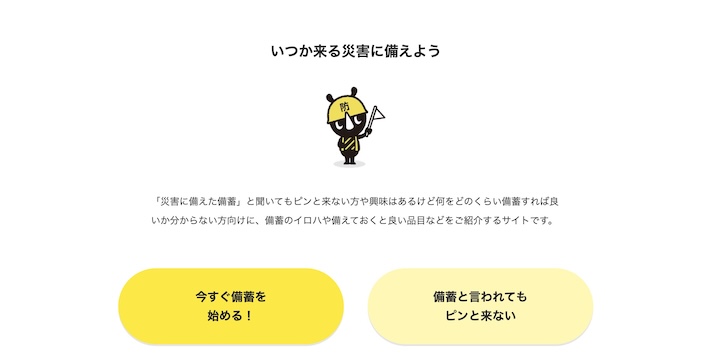 いつか来る災害に備えよう
防
「災害に備えた備蓄」と聞いてもピンと来ない方や興味はあるけど何をどのくらい備蓄すれば良
いか分からない方向けに、備蓄のイロハや備えておくと良い品目などをご紹介するサイトです。
今すぐ備蓄を
始める！
備蓄と言われても
ピンと来ない